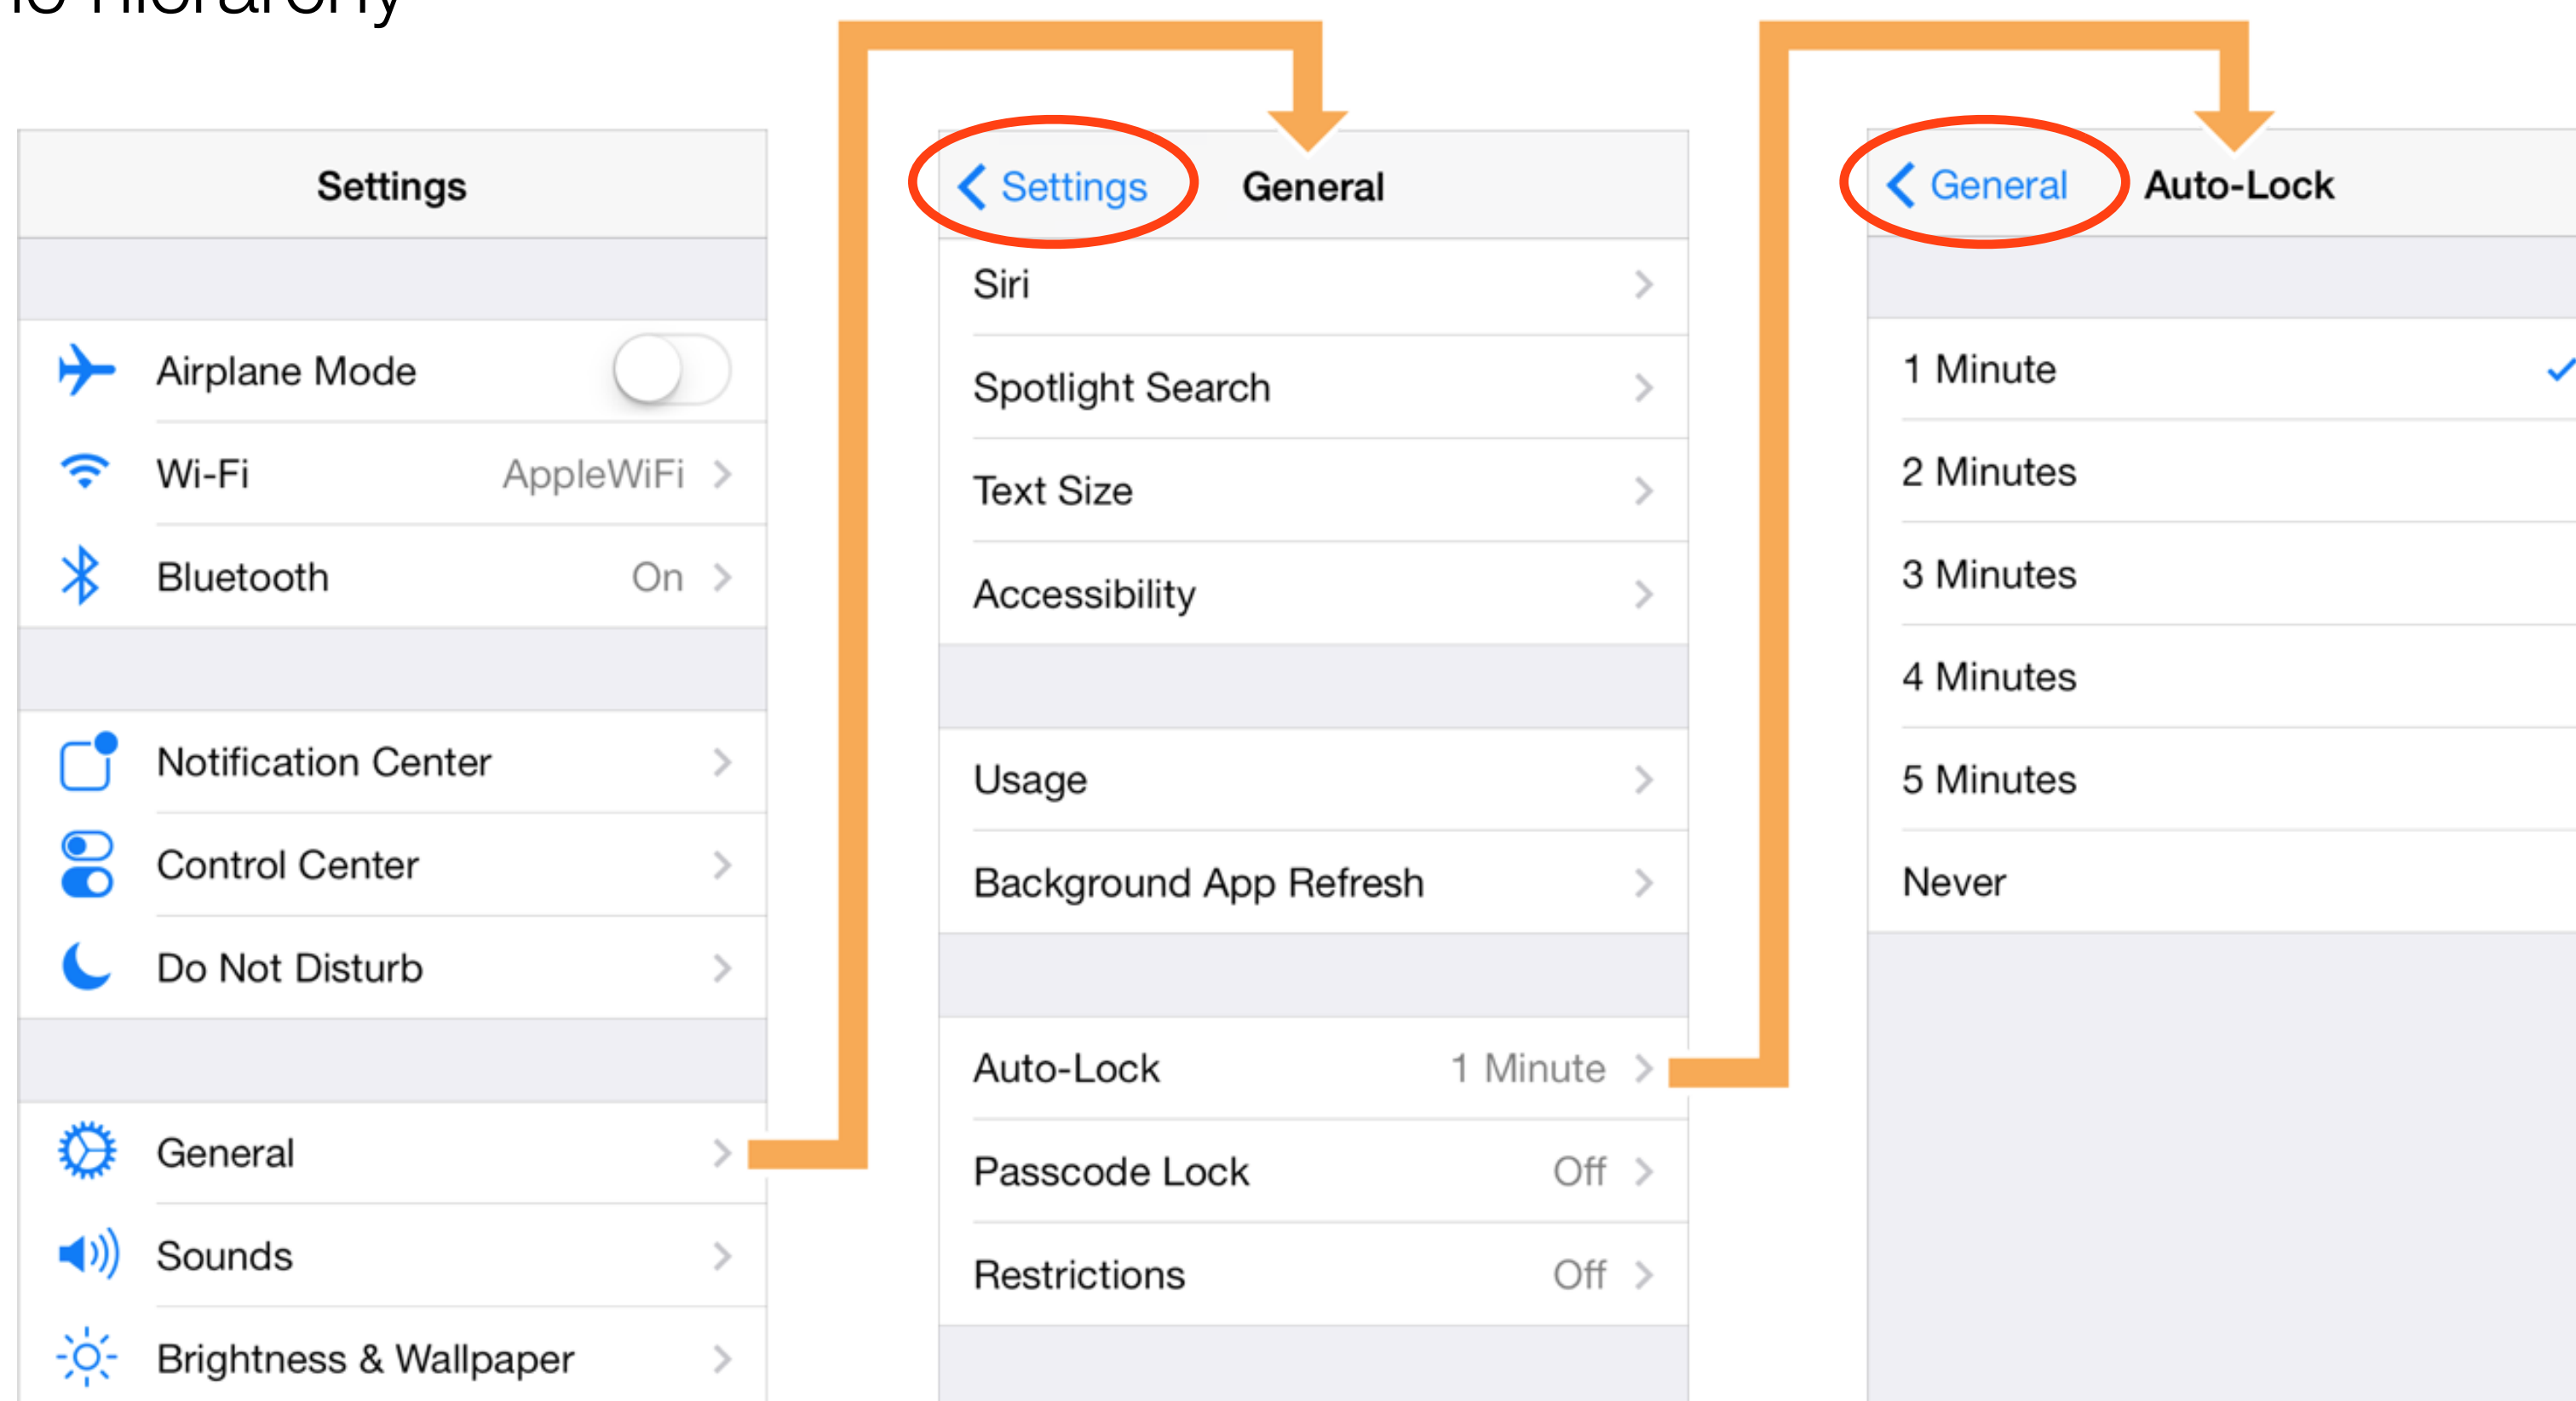 hierarchy
Settings
Airplane Mode
Wi-Fi AppleWiFi
Bluetooth On
Notification Center
Control Center
Do Not Disturb
General
Sounds
Brightness & Wallpaper
Settings General
Siri
Spotlight Search
Text Size
Accessibility
Usage
Background App Refresh
Auto-Lock 1 Minute
Passcode Lock Off
Restrictions Off
General Auto-Lock
1 Minute
2 Minutes
3 Minutes
4 Minutes
5 Minutes
Never